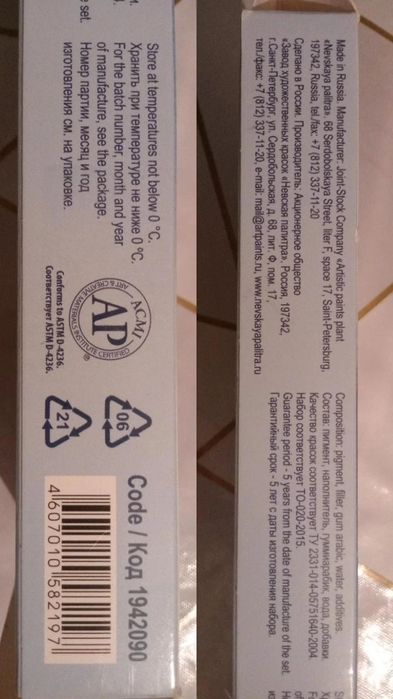 Store at temperatures not below 0 °C.
Хранить при температуре не ниже 0 °С.
For the batch number, month and year
of manufacture, see the package.
set. Номер партии, месяц и год
изготовления см. на упаковке.
ACMI
AP
ART & CREATIVE MATERIALS INSTITUTE CERTIFIED
®
Conforms to ASTM D-4236.
Соответствует ASTM D-4236.
06
21
Code / Код 1942090
4 607010 582197
Made in Russia. Manufacturer: Joint-Stock Company «Artistic paints plant
«Nevskaya palitra», 68 Serdobolskaya Street, liter F, space 17, Saint-Petersburg,
197342, Russia, tel./fax: +7 (812) 337-11-20
Сделано в России. Производитель: Акционерное общество
«Завод художественных красок «Невская палитра», Россия, 197342,
г.Санкт-Петербург, ул. Сердобольская, д. 68, лит. Ф, пом. 17,
тел./факс: +7 (812) 337-11-20, e-mail: mail@artpaints.ru, www.nevskayapalitra.ru
Composition: pigment, filler, gum arabic, water, additives.
Состав: пигмент, наполнитель, гуммиарабик, вода, добавки.
Качество красок соответствует ТУ 2331-014-05751640-2004.
Набор соответствует ТО-020-2015.
Guarantee period - 5 years from the date of manufacture of the set.
Гарантийный срок - 5 лет с даты изготовления набора.